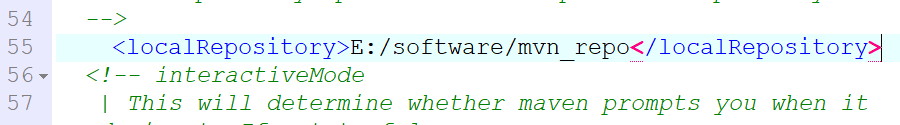 54 -->
55 <localRepository>E:/software/mvn_repo</localRepository>
56 <!-- interactiveMode
57 | This will determine whether maven prompts you when it